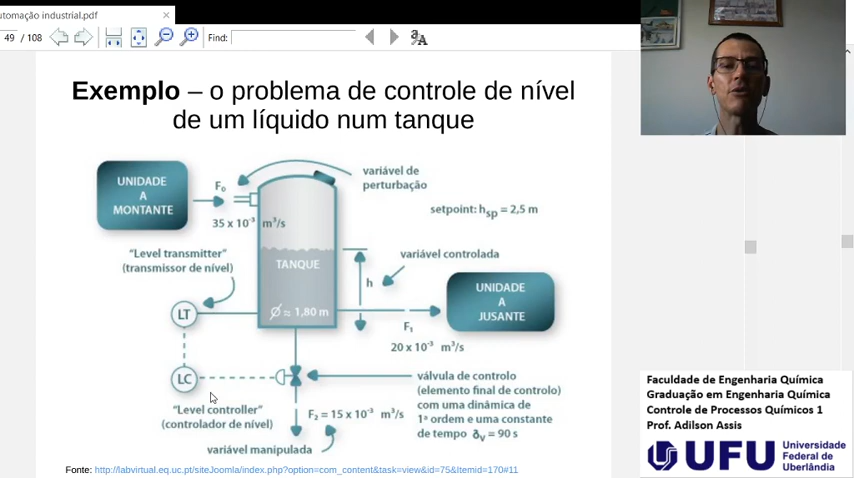 utomação industrial.pdf
×
49 / 108
Find:
Exemplo – o problema de controle de nível
de um líquido num tanque
UNIDADE
A
MONTANTE
F₀
35 x 10⁻³ m³/s
variável de
perturbação
setpoint: hsp = 2,5 m
"Level transmitter"
(transmissor de nível)
TANQUE
variável controlada
h
UNIDADE
A
JUSANTE
LT
Ø ≈ 1,80 m
F₁
20 x 10⁻³ m³/s
LC
válvula de controlo
(elemento final de controlo)
com uma dinâmica de
1ª ordem e uma constante
de tempo ᵟv = 90 s
"Level controller"
(controlador de nível)
F₂ = 15 x 10⁻³ m³/s
variável manipulada
Fonte: http://labvirtual.eq.uc.pt/siteJoomla/index.php?option=com_content&task=view&id=75&Itemid=170#11
Faculdade de Engenharia Química
Graduação em Engenharia Química
Controle de Processos Químicos 1
Prof. Adilson Assis
UFU
Universidade
Federal de
Uberlândia